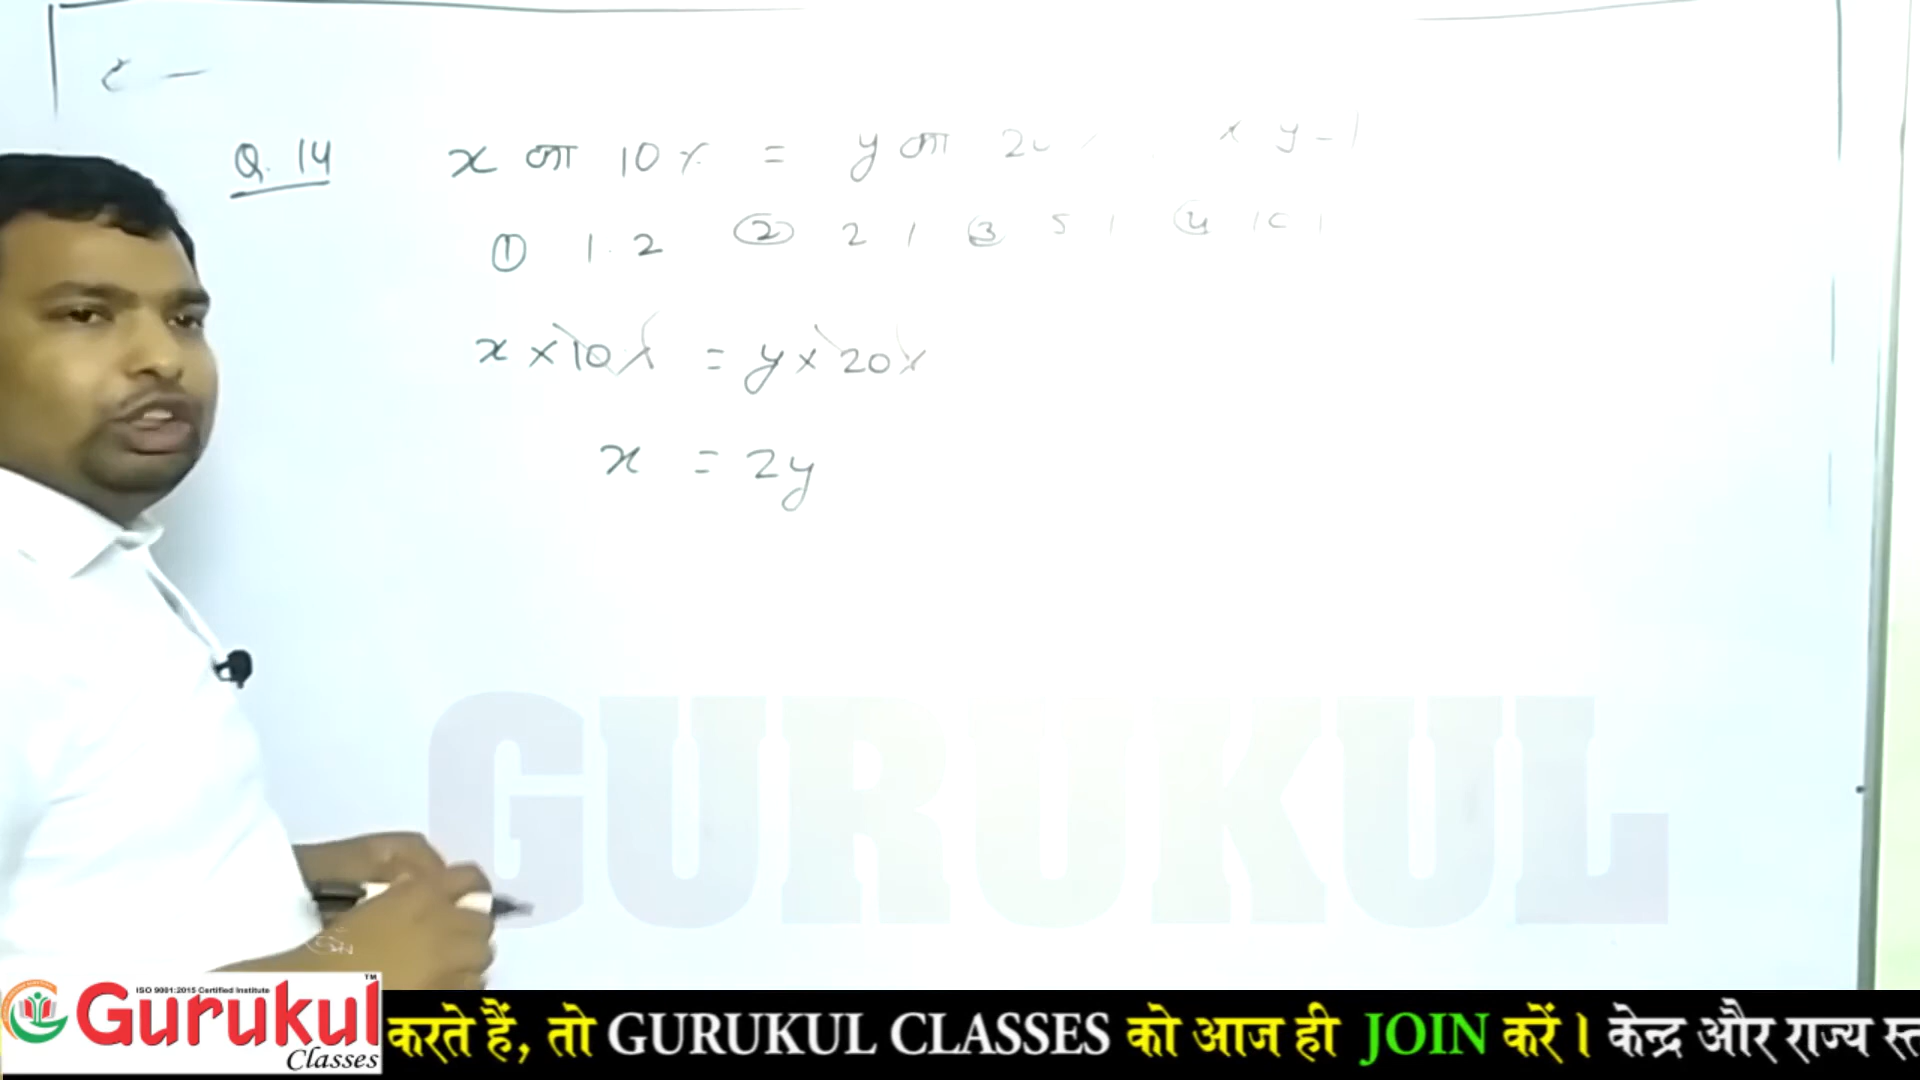 Q. 14 x का 10% = y का 20% x y = ?
① 1:2 ② 2:1 ③ 5:1 ④ 10:1
x × 10% = y × 20%
x = 2y
GURUKUL
ISO 9001:2015 Certified Institute
TM
Gurukul
Classes
करते हैं, तो GURUKUL CLASSES को आज ही JOIN करें। केन्द्र और राज्य स्त